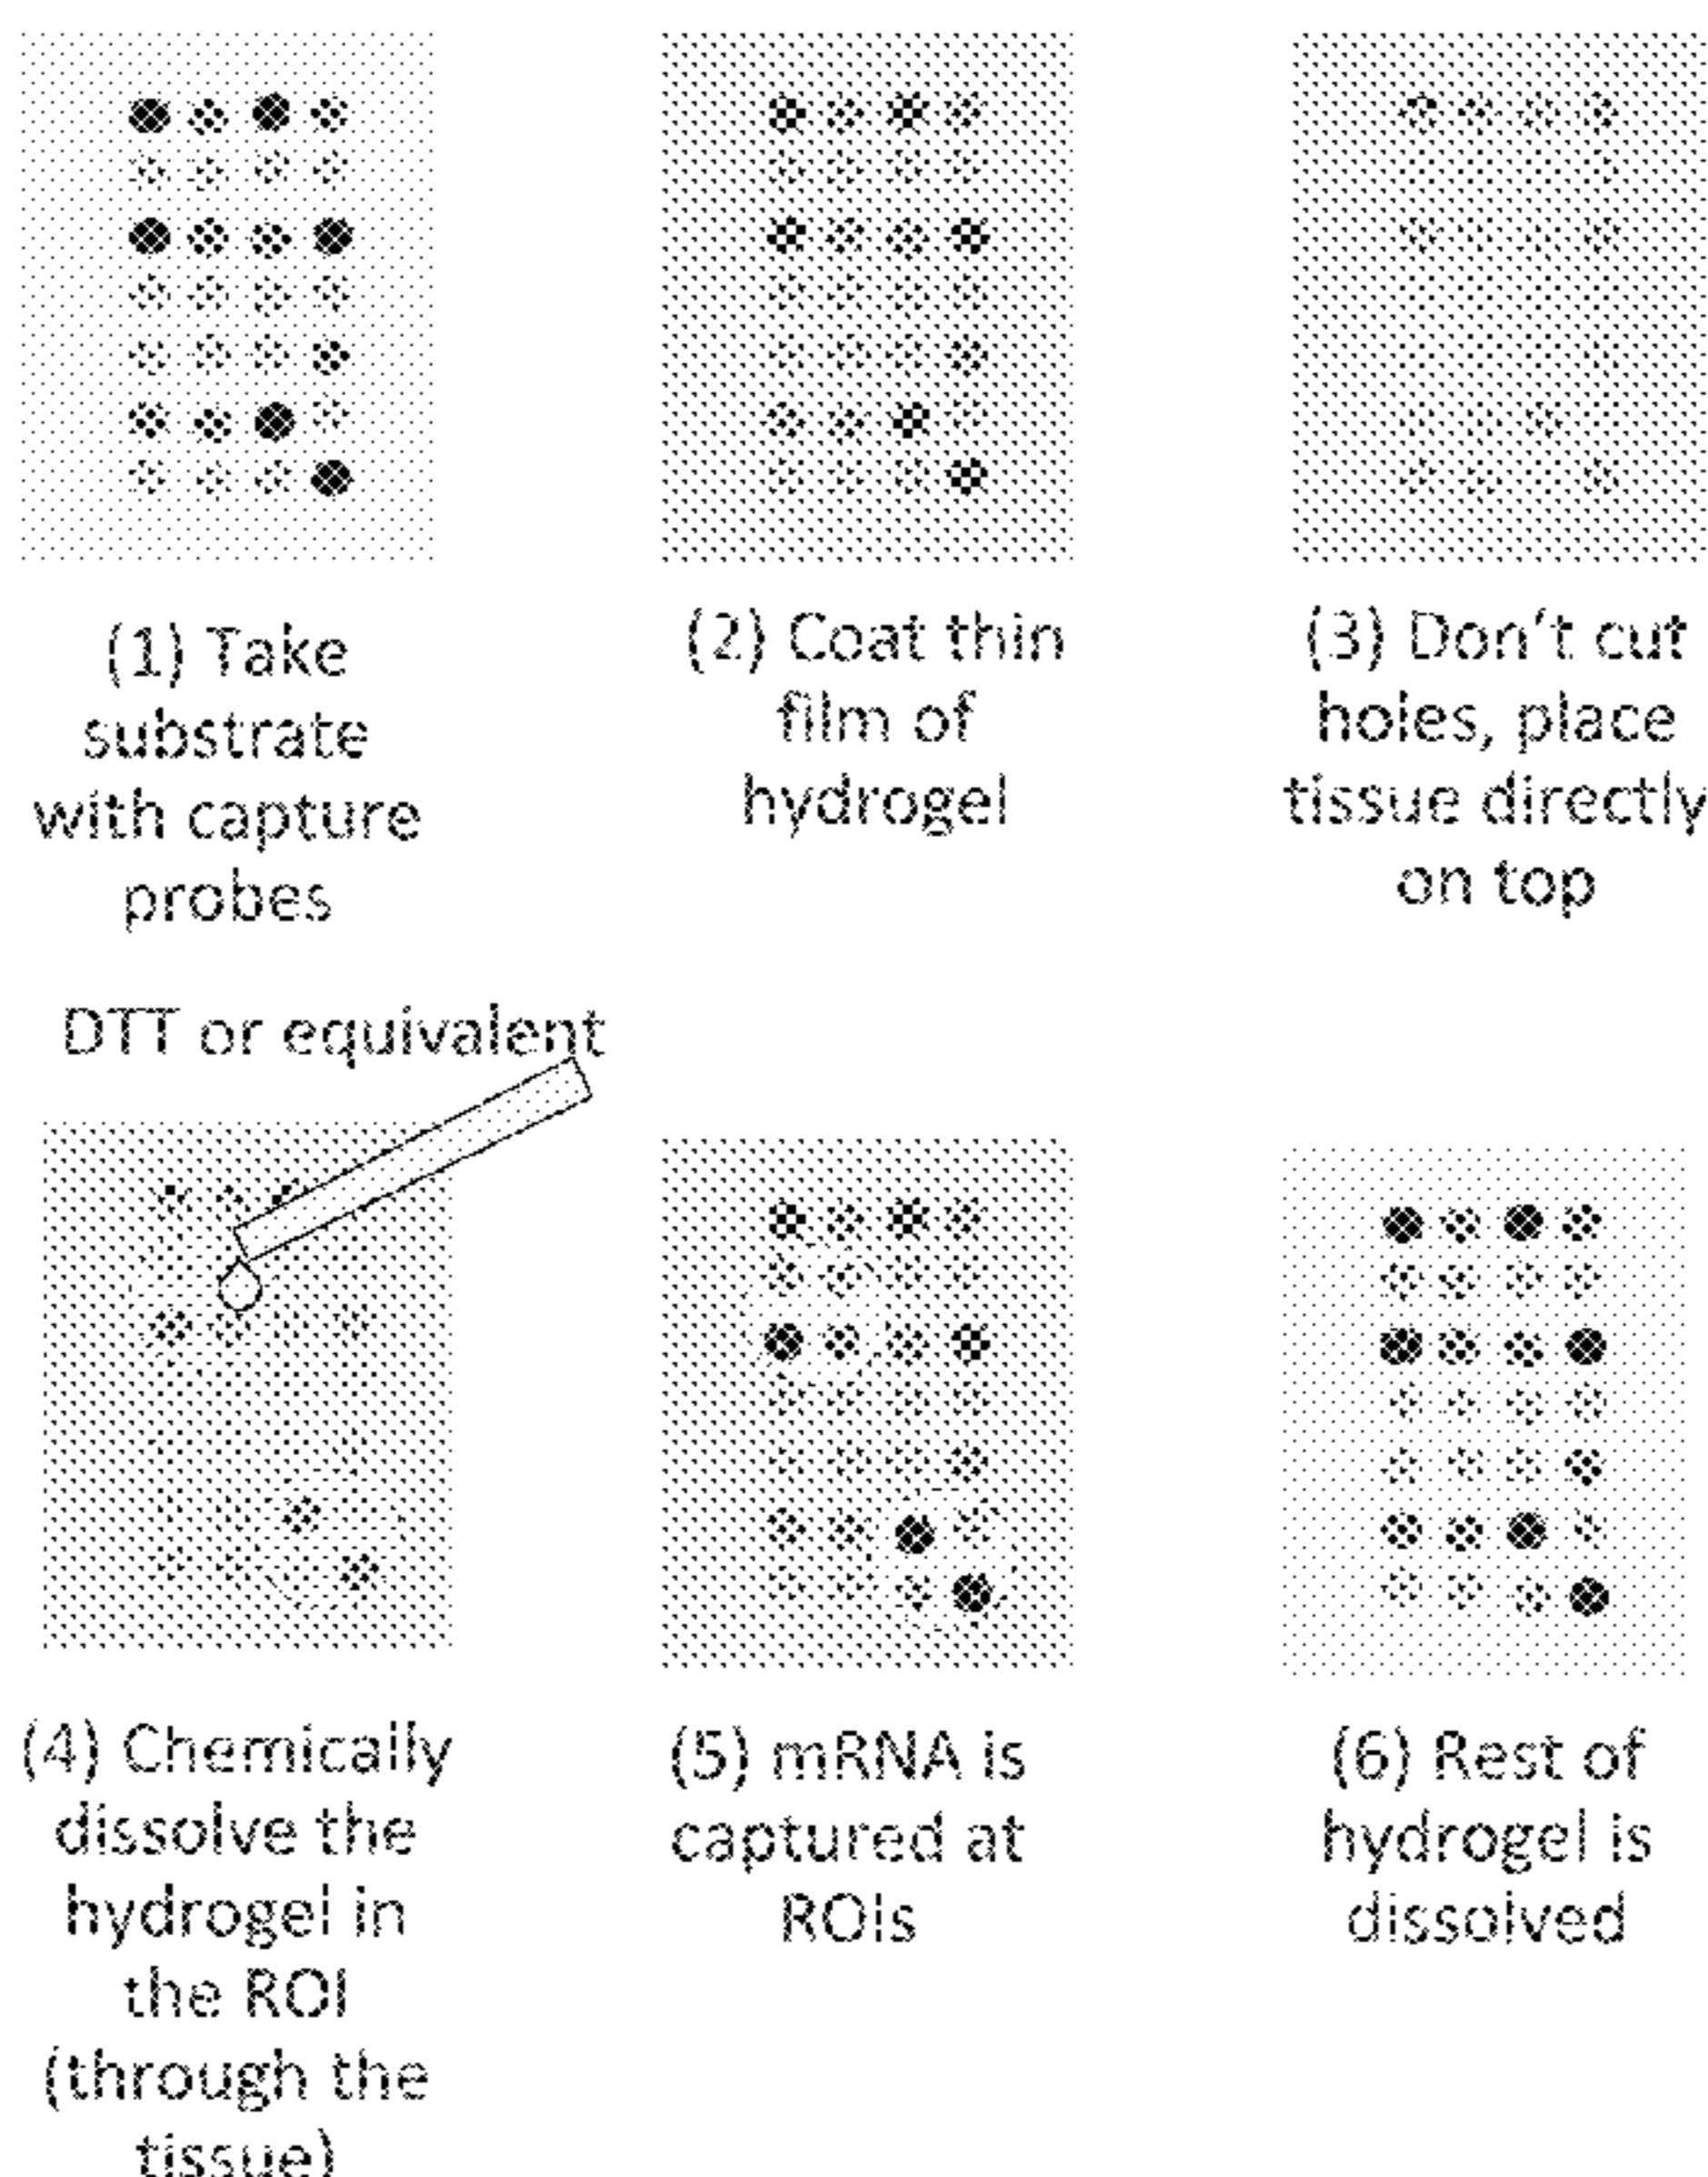 (1) Take
substrate
with capture
probes
(2) Coat thin
film of
hydrogel
(3) Don't cut
holes, place
tissue directly
on top
DTT or equivalent
(4) Chemically
dissolve the
hydrogel in
the ROI
(through the
tissue)
(5) mRNA is
captured at
ROIs
(6) Rest of
hydrogel is
dissolved